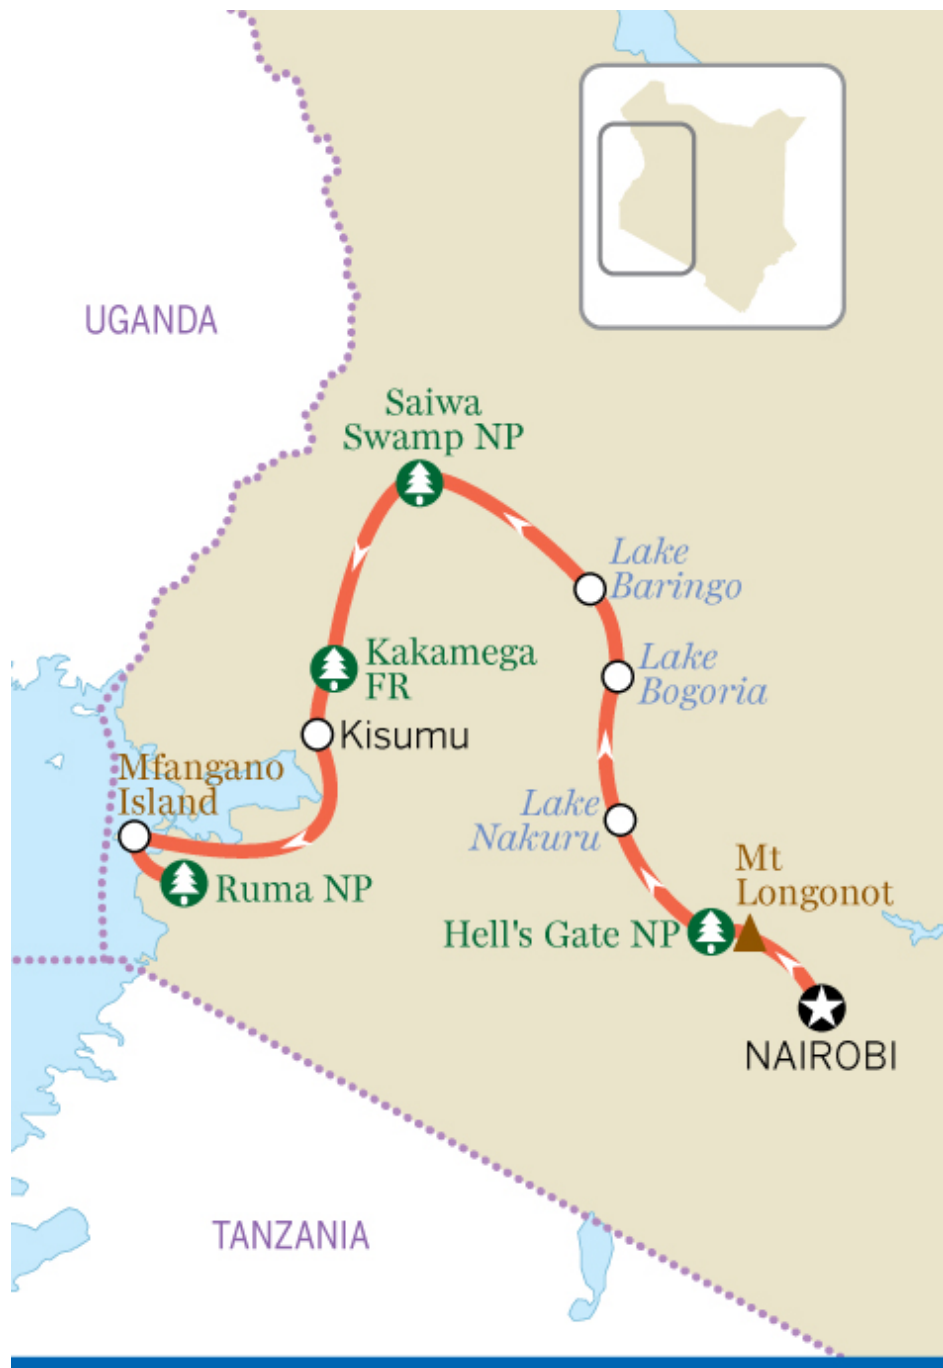 UGANDA
Saiwa
Swamp NP
Lake
Baringo
Kakamega
FR
Lake
Bogoria
Kisumu
Mfangano
Island
Lake
Nakuru
Mt
Longonot
Ruma NP
Hell's Gate NP
NAIROBI
TANZANIA